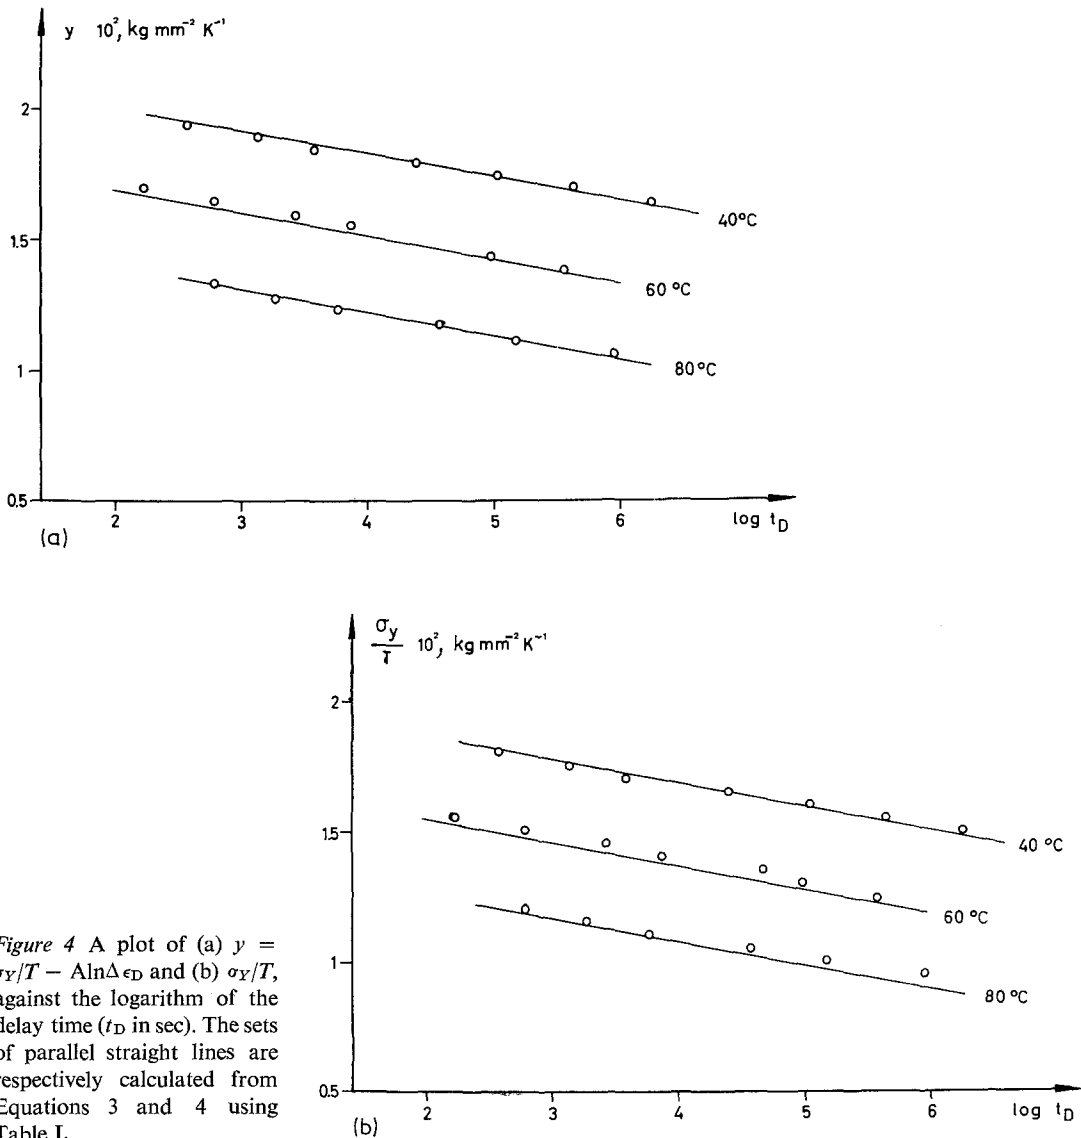 y 10², kg mm⁻² K⁻¹
2
1.5
1
0.5
40°C
60 °C
80°C
2 3 4 5 6
log t_D
(a)
σ_y/T 10², kg mm⁻² K⁻¹
2
1.5
1
0.5
40 °C
60 °C
80 °C
2 3 4 5 6
log t_D
(b)
Figure 4 A plot of (a) y =
σ_Y/T − AlnΔϵ_D and (b) σ_Y/T,
against the logarithm of the
delay time (t_D in sec). The sets
of parallel straight lines are
respectively calculated from
Equations 3 and 4 using
Table I.